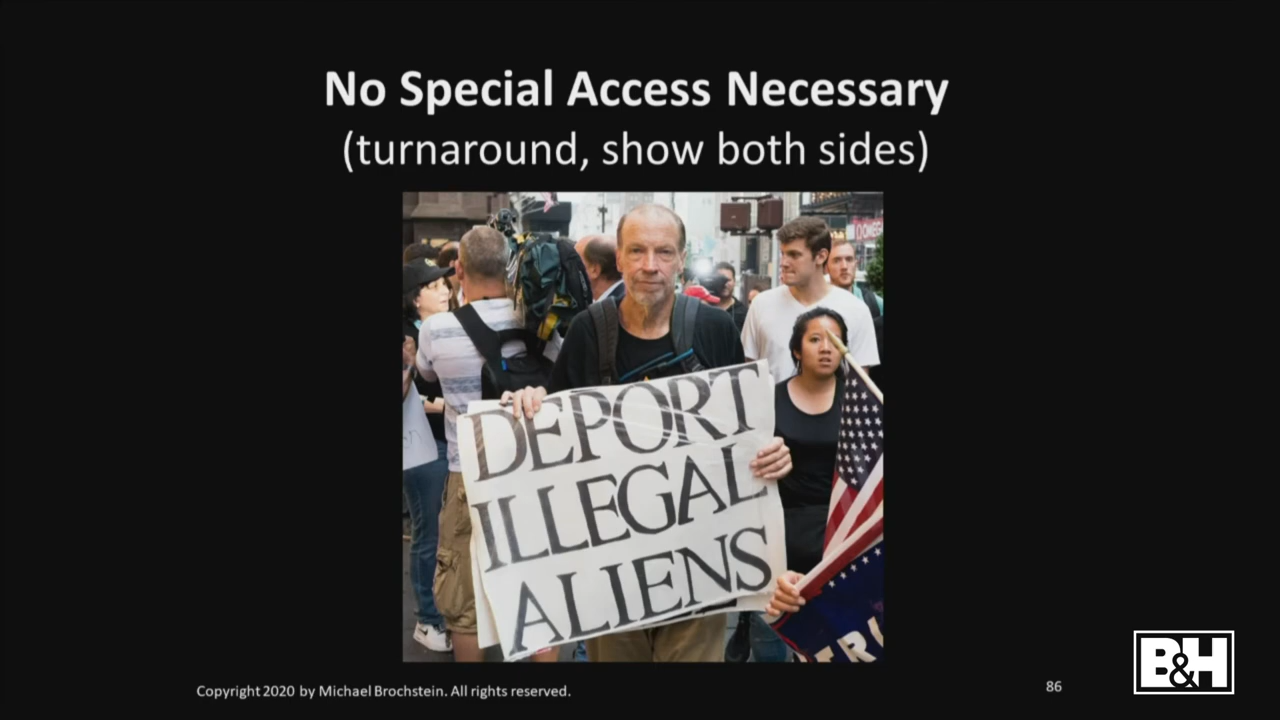 No Special Access Necessary
(turnaround, show both sides)
DEPORT
ILLEGAL
ALIENS
Copyright 2020 by Michael Brochstein. All rights reserved.
86
B&H